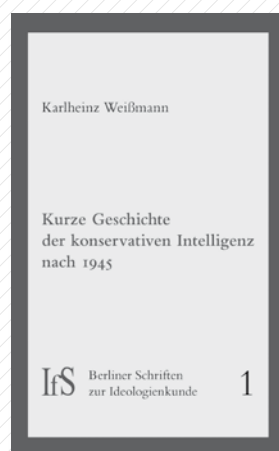 Karlheinz Weißmann
Kurze Geschichte
der konservativen Intelligenz
nach 1945
IfS
Berliner Schriften
zur Ideologienkunde
1